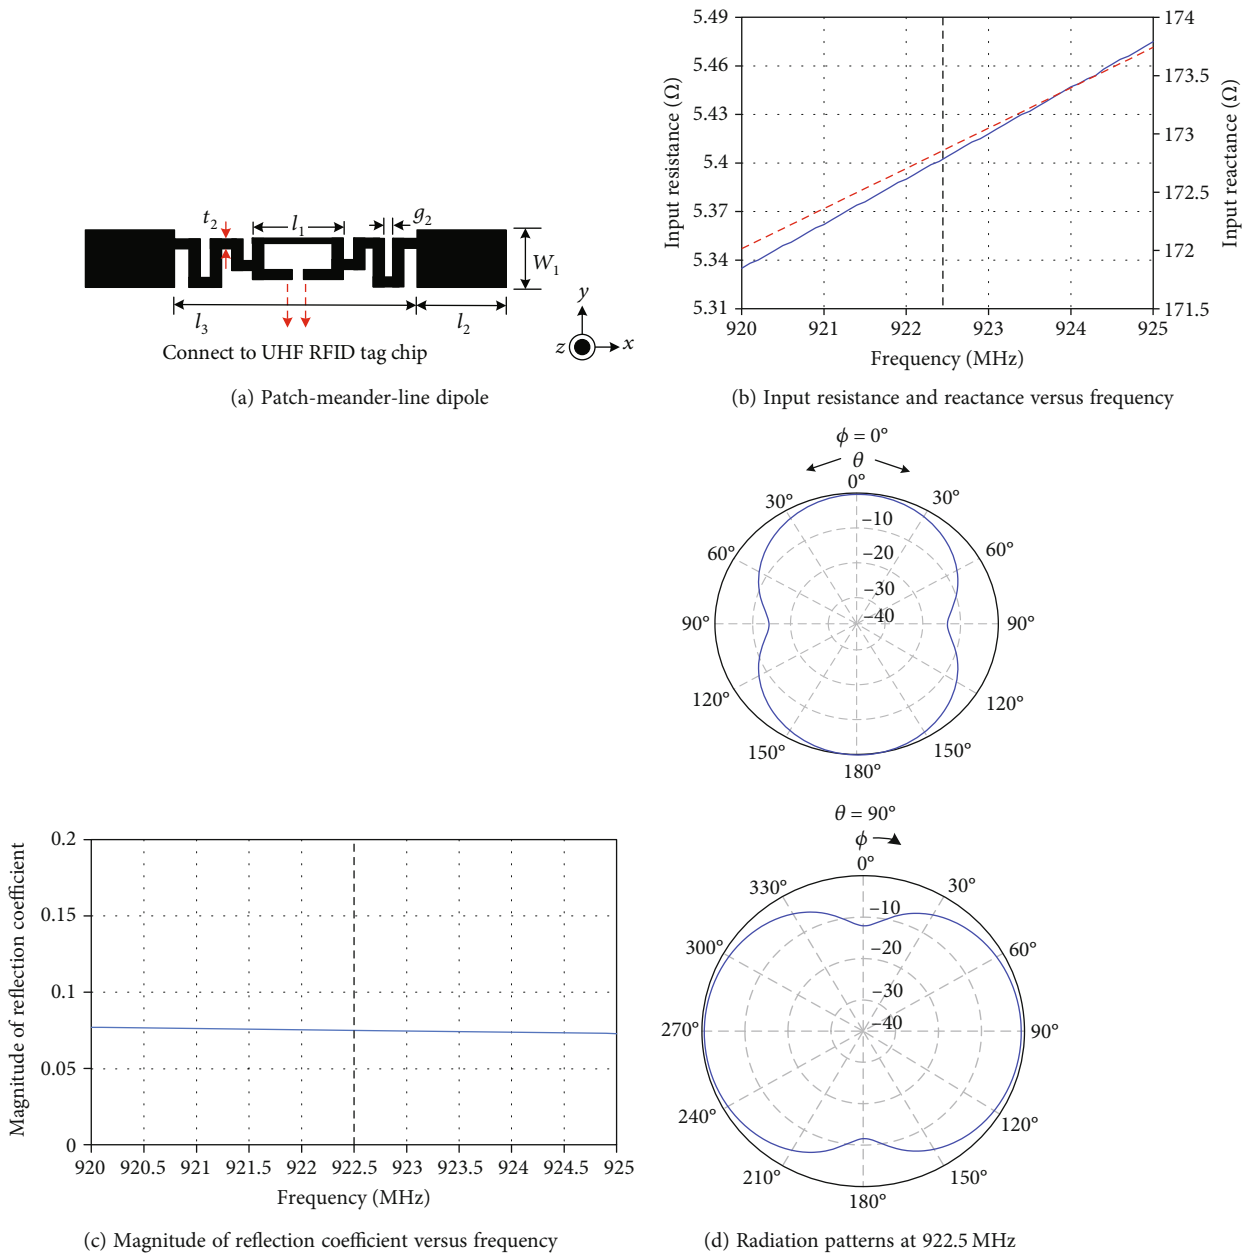 t2
l1
g2
W1
l3
l2
Connect to UHF RFID tag chip
y
z
x
(a) Patch-meander-line dipole
5.49
5.46
5.43
5.4
5.37
5.34
5.31
Input resistance (Ω)
174
173.5
173
172.5
172
171.5
Input reactance (Ω)
920 921 922 923 924 925
Frequency (MHz)
(b) Input resistance and reactance versus frequency
ϕ = 0°
θ
0°
30° 30°
60° 60°
90° 90°
120° 120°
150° 150°
180°
−10
−20
−30
−40
0.2
0.15
0.1
0.05
0
Magnitude of reflection coefficient
920 920.5 921 921.5 922 922.5 923 923.5 924 924.5 925
Frequency (MHz)
(c) Magnitude of reflection coefficient versus frequency
θ = 90°
ϕ
0°
330° 30°
300° 60°
270° 90°
240° 120°
210° 150°
180°
−10
−20
−30
−40
(d) Radiation patterns at 922.5 MHz